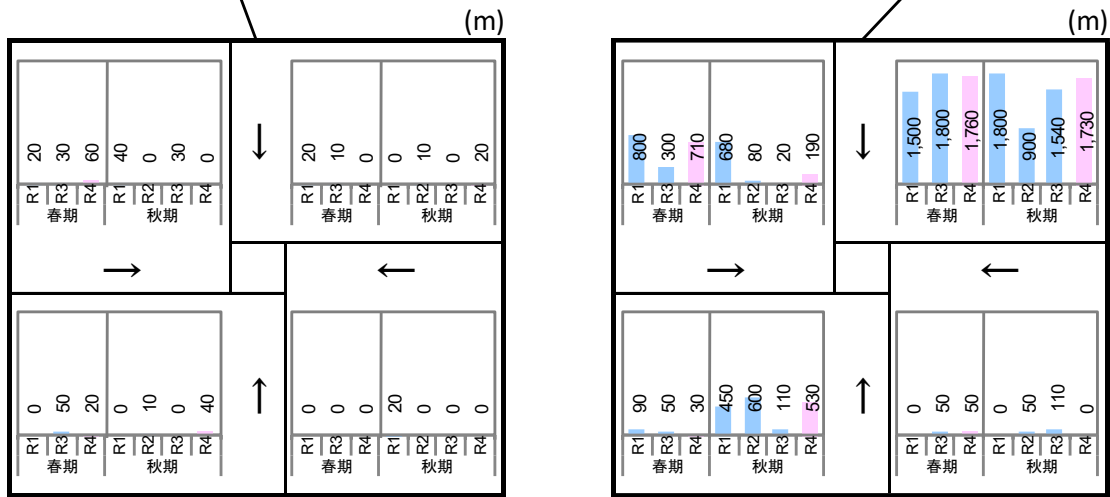 (m)
20 30 60 40 0 30 0
R1 R3 R4 R1 R2 R3 R4
春期 秋期
20 10 0 0 10 0 20
R1 R3 R4 R1 R2 R3 R4
春期 秋期
↓
→
←
0 50 20 0 10 0 40
R1 R3 R4 R1 R2 R3 R4
春期 秋期
↑
0 0 0 20 0 0 0
R1 R3 R4 R1 R2 R3 R4
春期 秋期
(m)
800 300 710 680 80 20 190
R1 R3 R4 R1 R2 R3 R4
春期 秋期
↓
1,500 1,800 1,760 1,800 900 1,540 1,730
R1 R3 R4 R1 R2 R3 R4
春期 秋期
→
←
90 50 30 450 600 110 530
R1 R3 R4 R1 R2 R3 R4
春期 秋期
↑
0 50 50 0 50 110 0
R1 R3 R4 R1 R2 R3 R4
春期 秋期